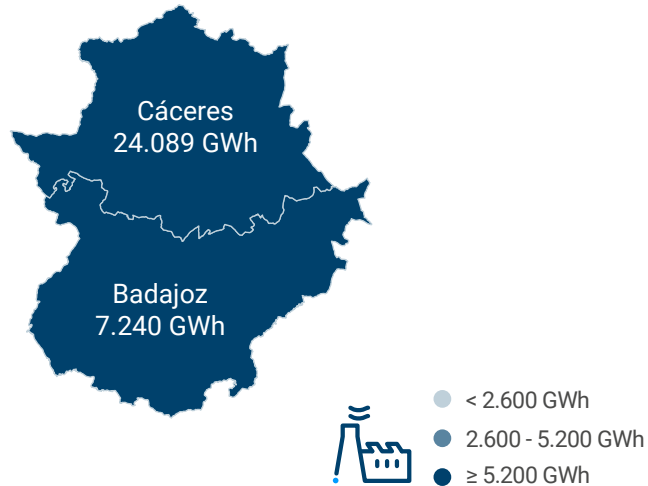 Cáceres
24.089 GWh
Badajoz
7.240 GWh
< 2.600 GWh
2.600 - 5.200 GWh
≥ 5.200 GWh